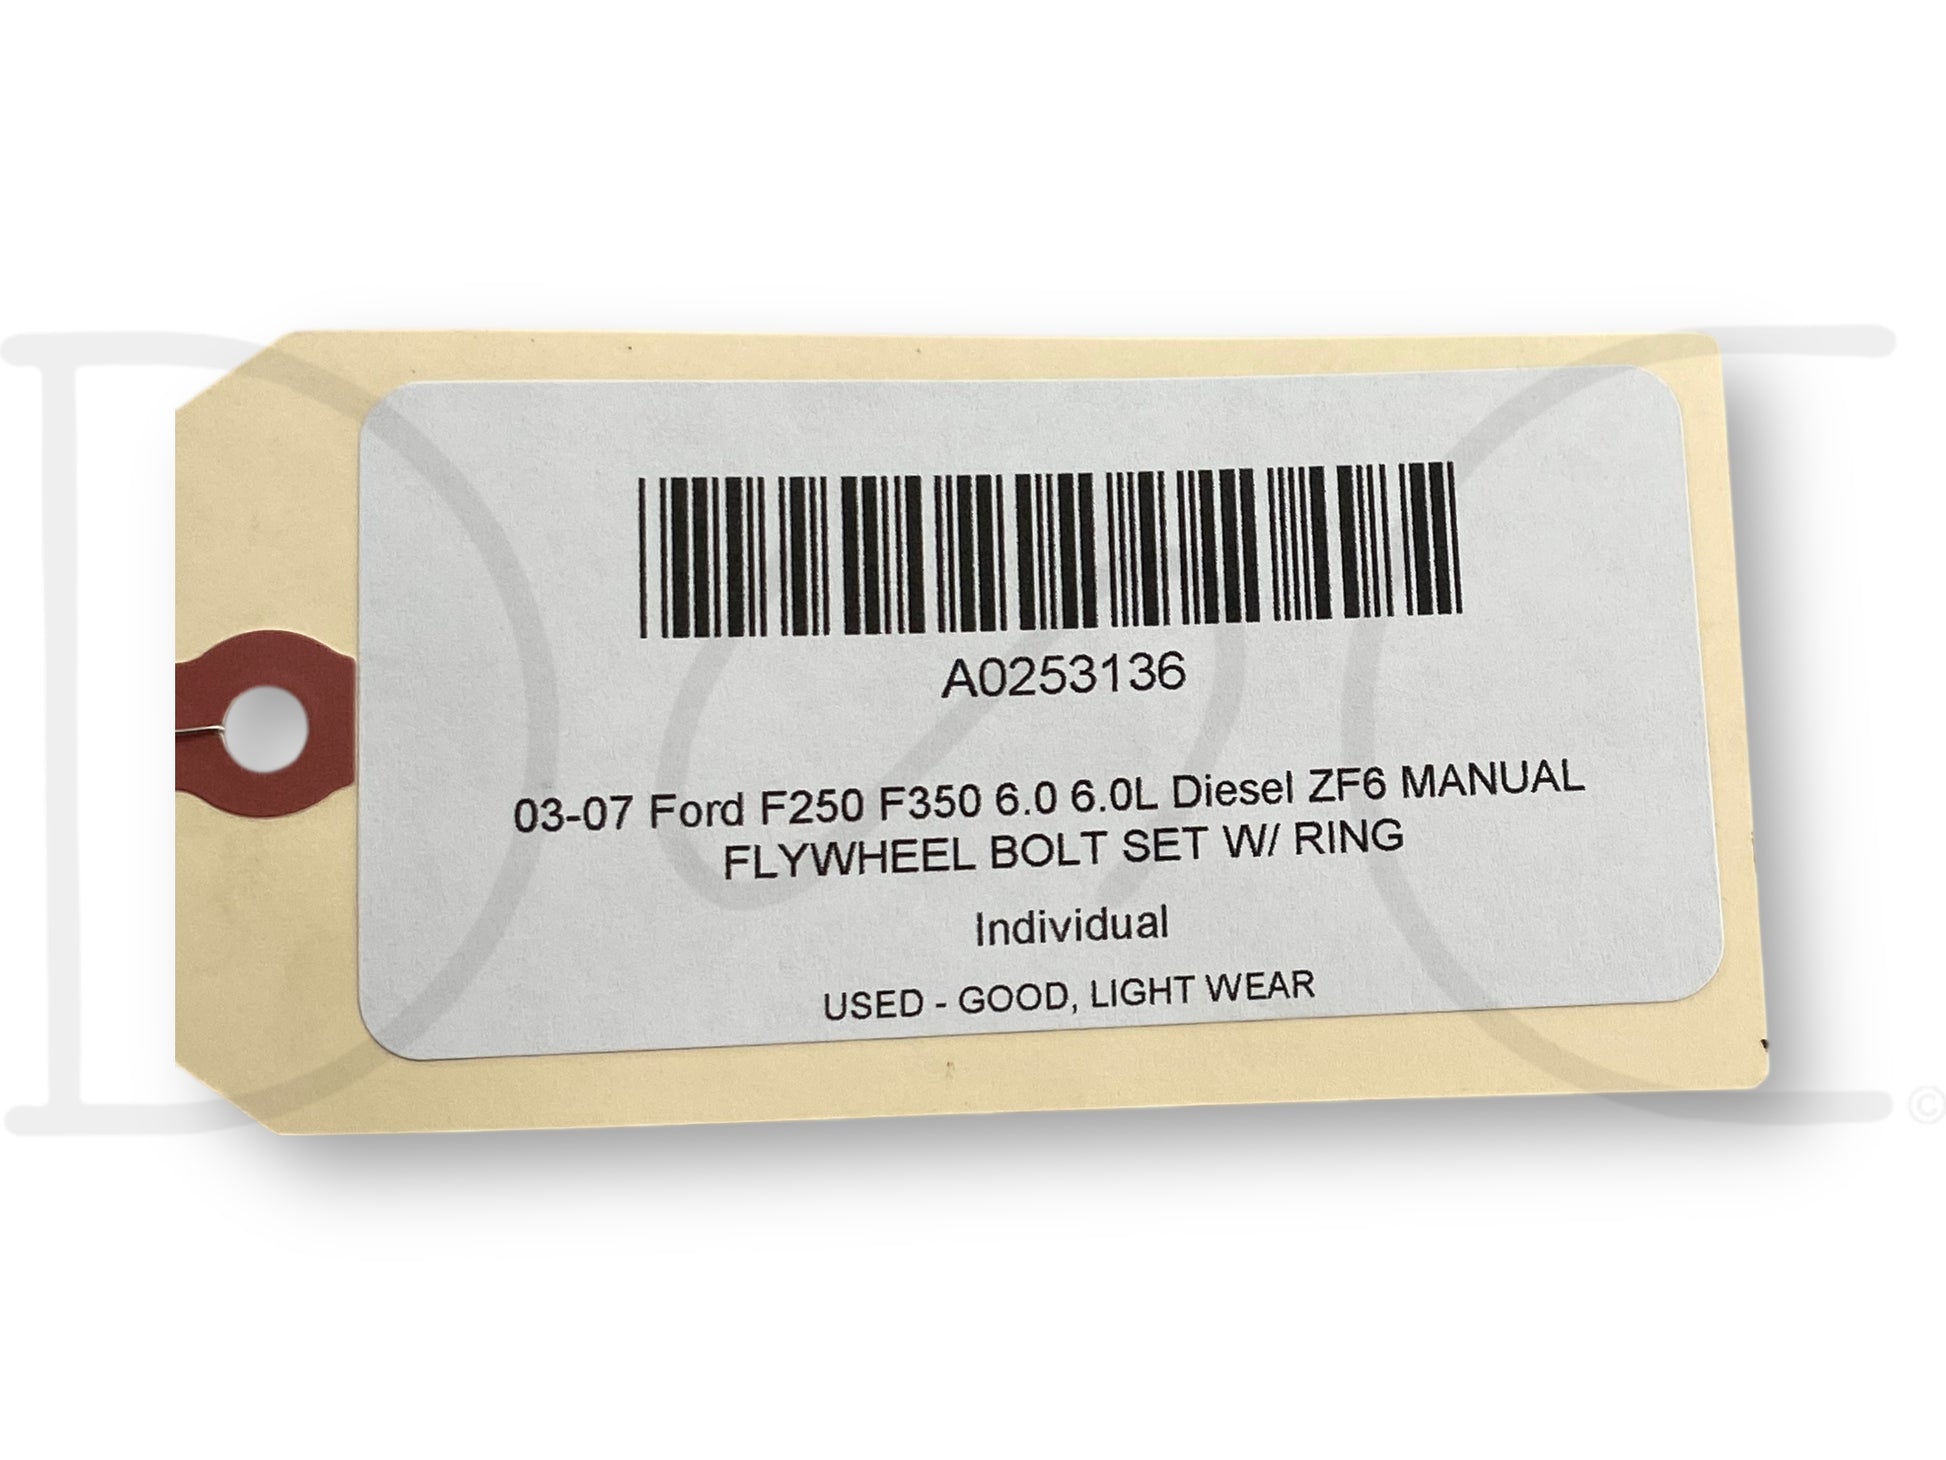 A0253136
03-07 Ford F250 F350 6.0 6.0L Diesel ZF6 MANUAL
FLYWHEEL BOLT SET W/ RING
Individual
USED - GOOD, LIGHT WEAR
©